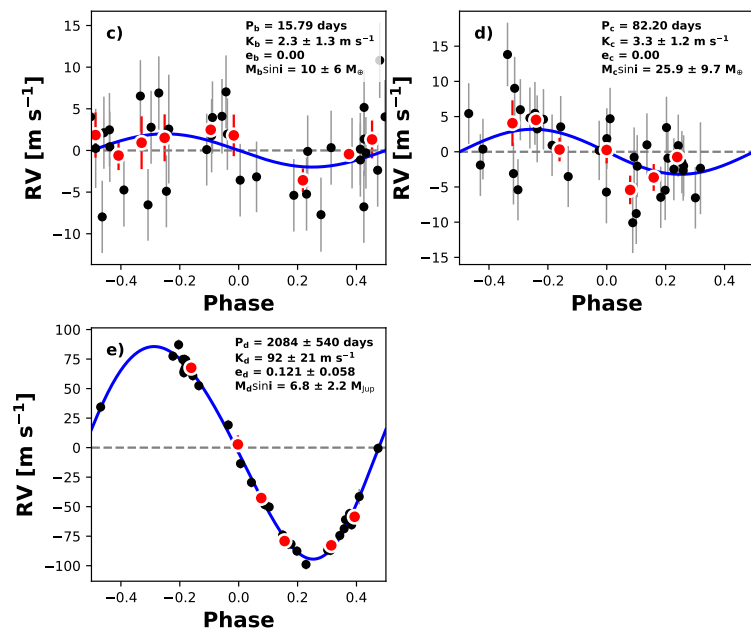 c)
P_b = 15.79 days
K_b = 2.3 ± 1.3 m s⁻¹
e_b = 0.00
M_b sini = 10 ± 6 M_⊕
RV [m s⁻¹]
15
10
5
0
−5
−10
−0.4 −0.2 0.0 0.2 0.4
Phase
d)
P_c = 82.20 days
K_c = 3.3 ± 1.2 m s⁻¹
e_c = 0.00
M_c sini = 25.9 ± 9.7 M_⊕
RV [m s⁻¹]
15
10
5
0
−5
−10
−15
−0.4 −0.2 0.0 0.2 0.4
Phase
e)
P_d = 2084 ± 540 days
K_d = 92 ± 21 m s⁻¹
e_d = 0.121 ± 0.058
M_d sini = 6.8 ± 2.2 M_Jup
RV [m s⁻¹]
100
75
50
25
0
−25
−50
−75
−100
−0.4 −0.2 0.0 0.2 0.4
Phase